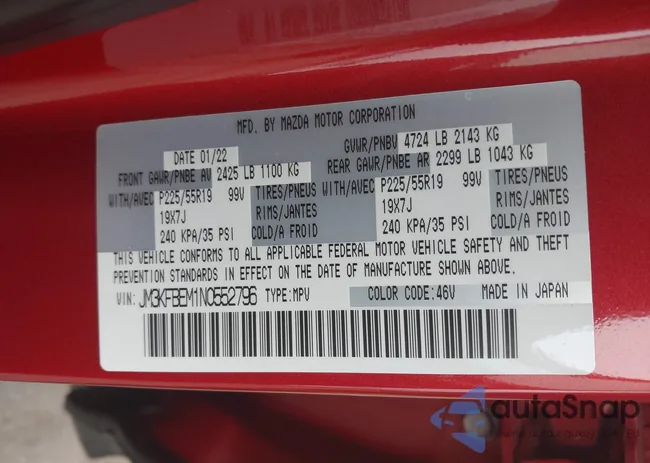 MFD. BY MAZDA MOTOR CORPORATION
DATE 01/22 GVWR/PNBV 4724 LB 2143 KG
FRONT GAWR/PNBE AV 2425 LB 1100 KG REAR GAWR/PNBE AR 2299 LB 1043 KG
WITH/AVEC P225/55R19 99V TIRES/PNEUS WITH/AVEC P225/55R19 99V TIRES/PNEUS
19X7J RIMS/JANTES 19X7J RIMS/JANTES
240 KPA/35 PSI COLD/A FROID 240 KPA/35 PSI COLD/A FROID
THIS VEHICLE CONFORMS TO ALL APPLICABLE FEDERAL MOTOR VEHICLE SAFETY AND THEFT
PREVENTION STANDARDS IN EFFECT ON THE DATE OF MANUFACTURE SHOWN ABOVE.
VIN: JM3KFBEM1N0552796 TYPE:MPV COLOR CODE:46V MADE IN JAPAN
autoSnap